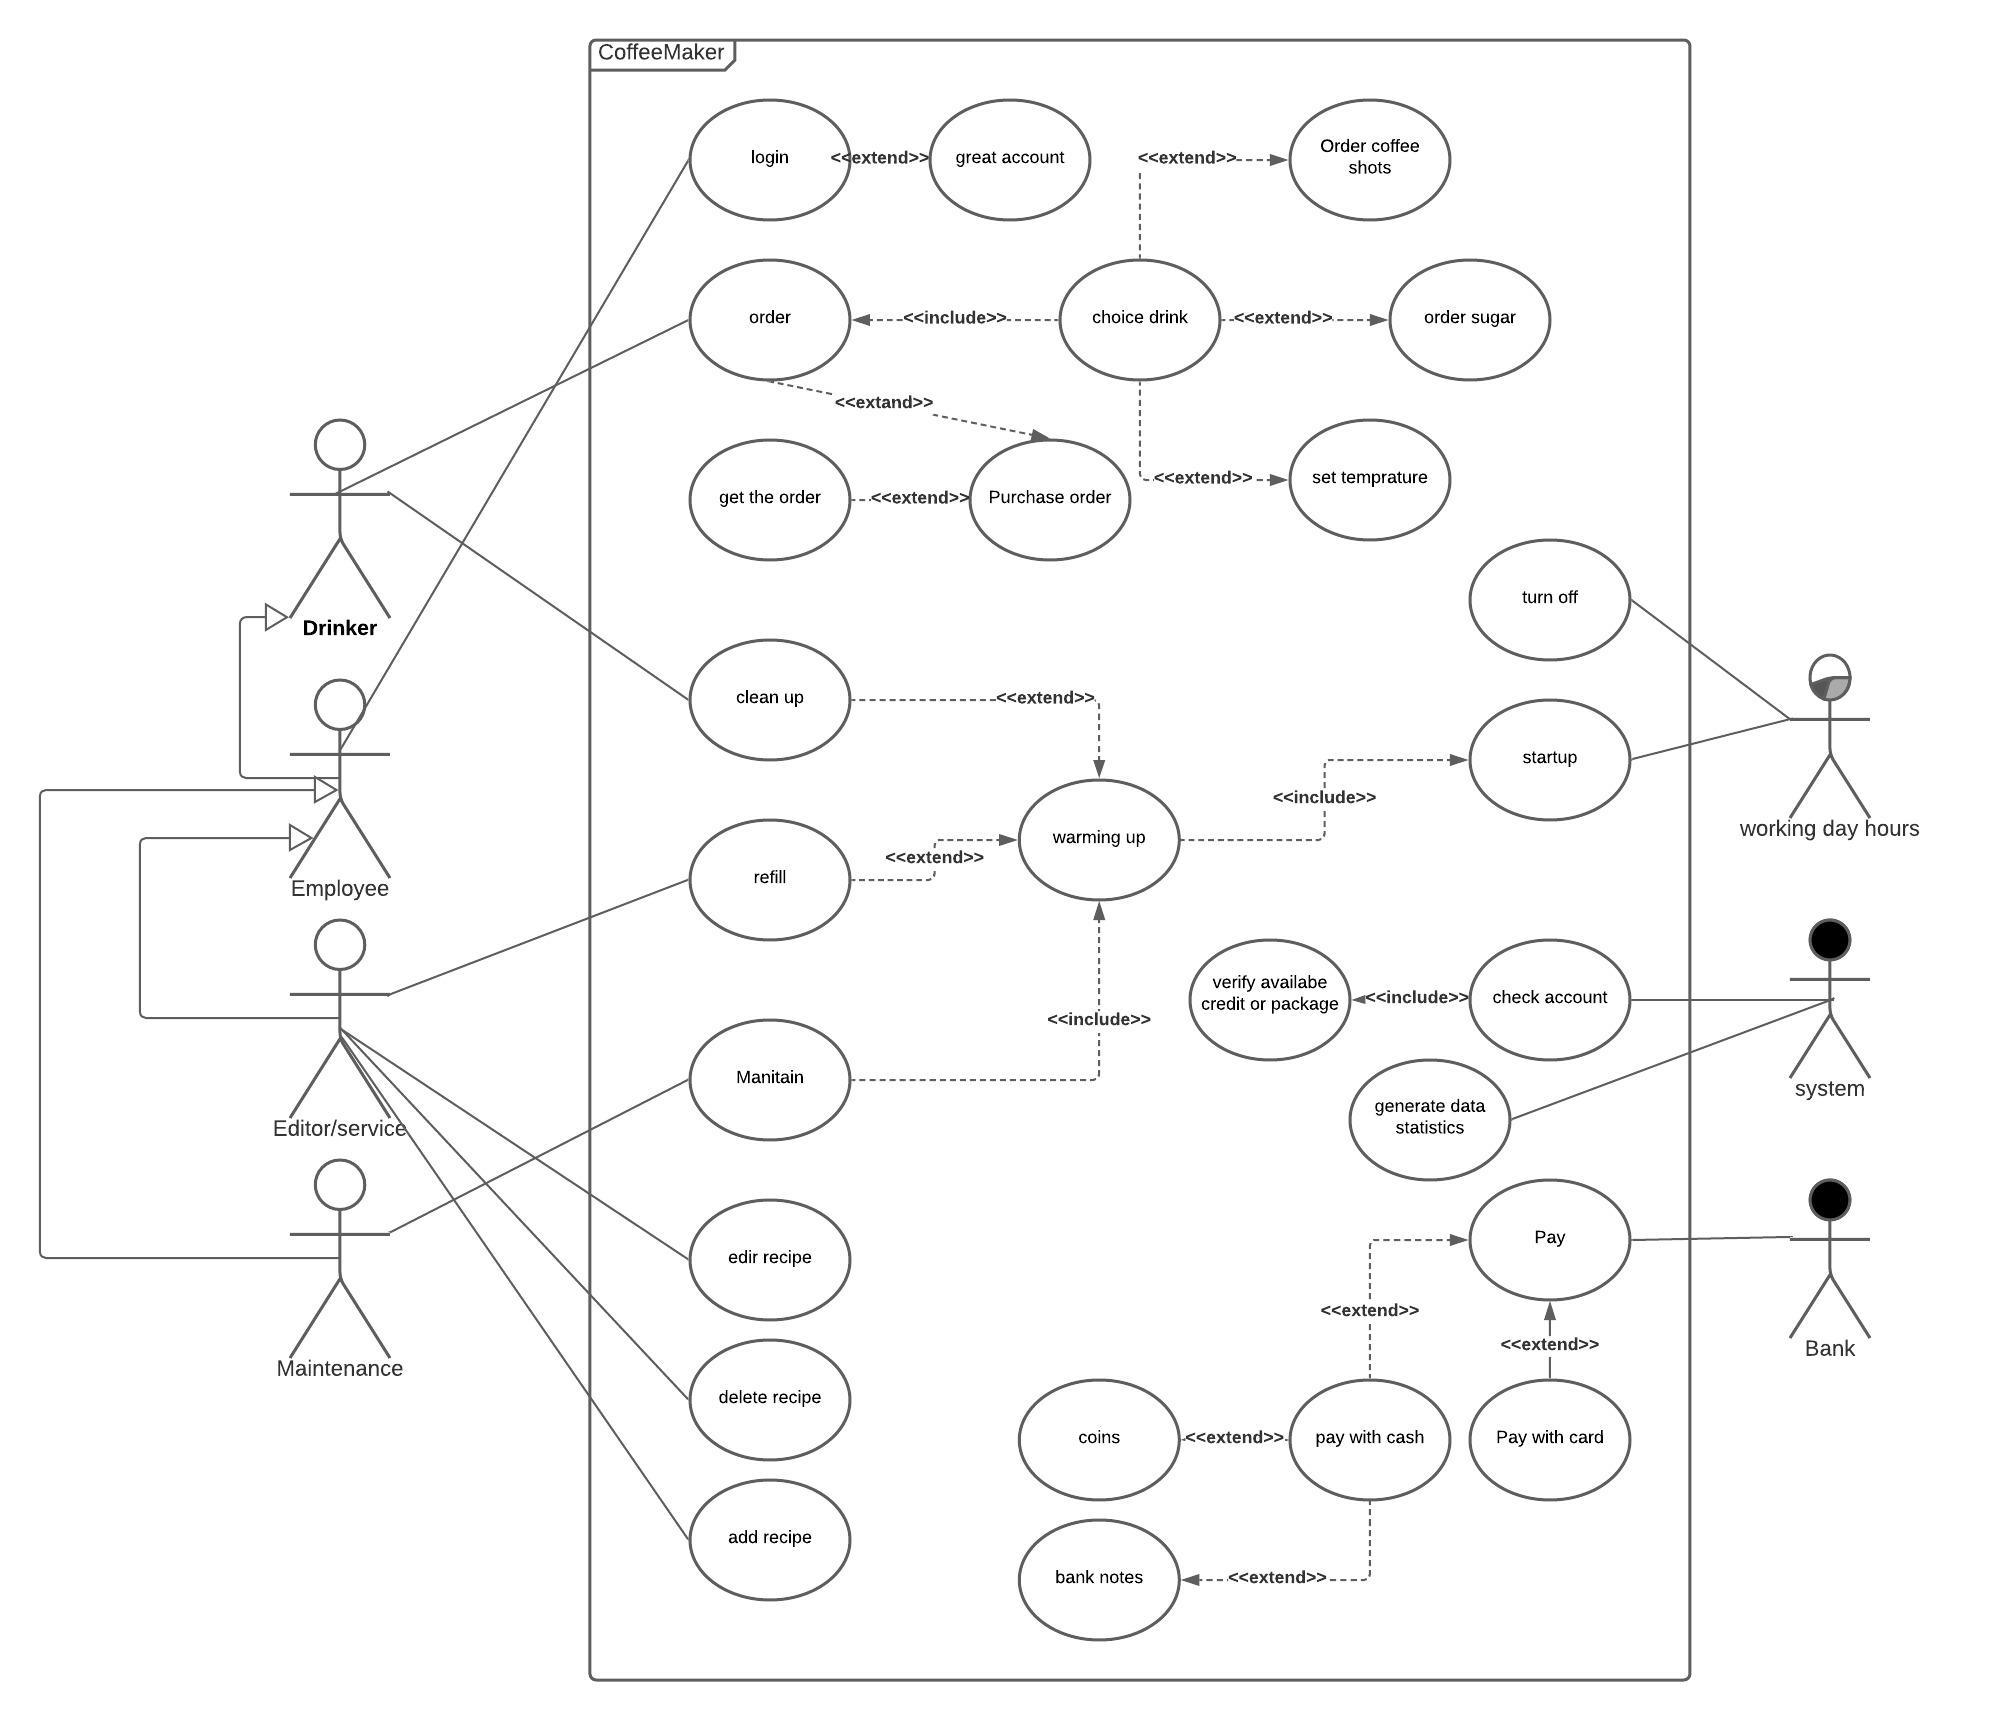 CoffeeMaker
login
<<extend>>
great account
<<extend>>
Order coffee
shots
order
<<include>>
choice drink
<<extend>>
order sugar
<<extand>>
get the order
<<extend>>
Purchase order
<<extend>>
set temprature
turn off
Drinker
clean up
<<extend>>
startup
<<include>>
working day hours
warming up
refill
<<extend>>
Employee
verify availabe
credit or package
<<include>>
check account
<<include>>
system
Manitain
generate data
statistics
Editor/service
edir recipe
Pay
<<extend>>
<<extend>>
Bank
Maintenance
delete recipe
coins
<<extend>>
pay with cash
Pay with card
add recipe
bank notes
<<extend>>